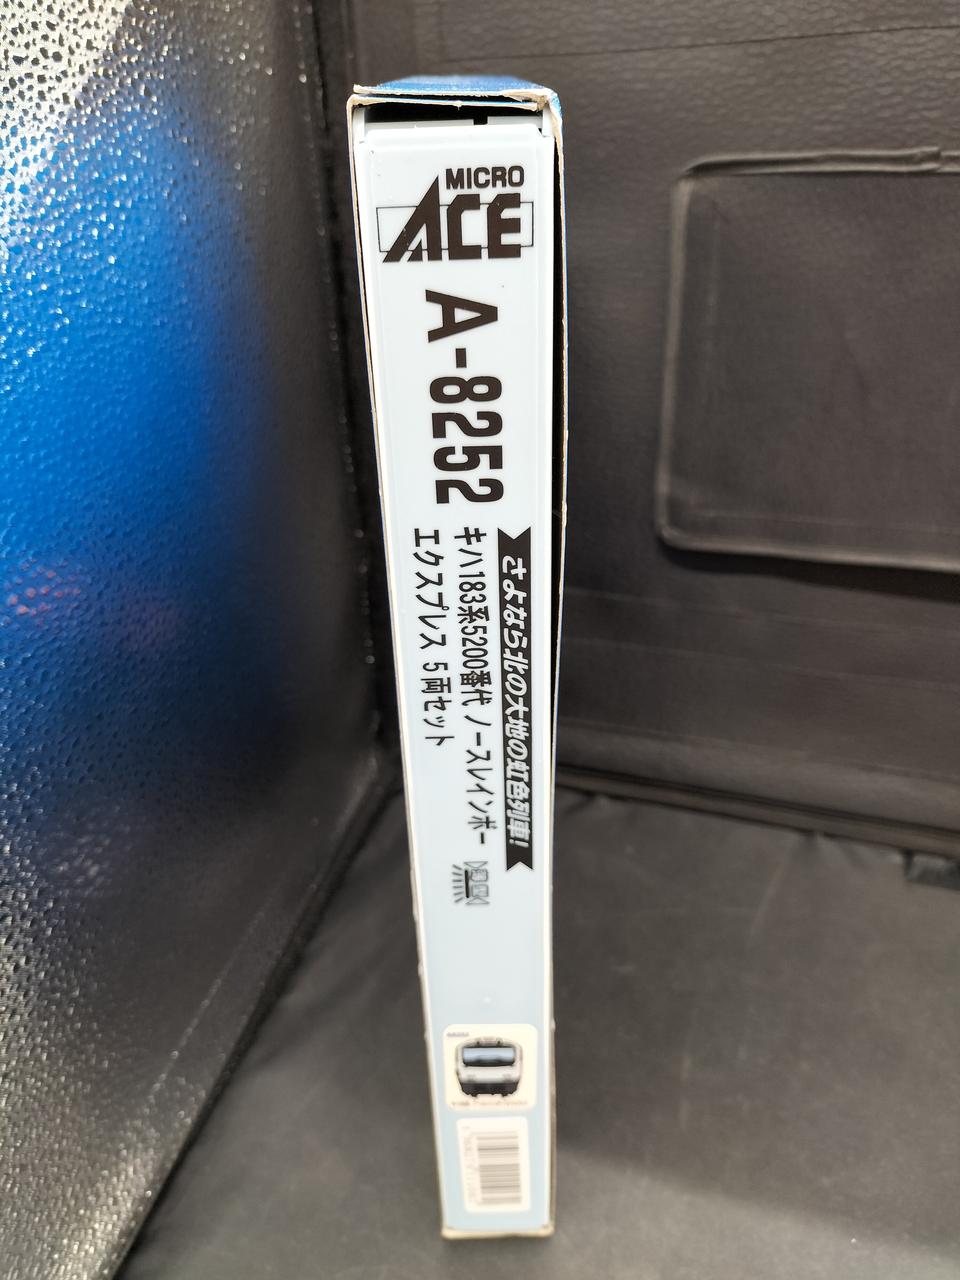 MICRO
ACE
A-8252
さよなら北の大地の虹色列車!
キハ183系5200番代 ノースレインボー
エクスプレス 5両セット